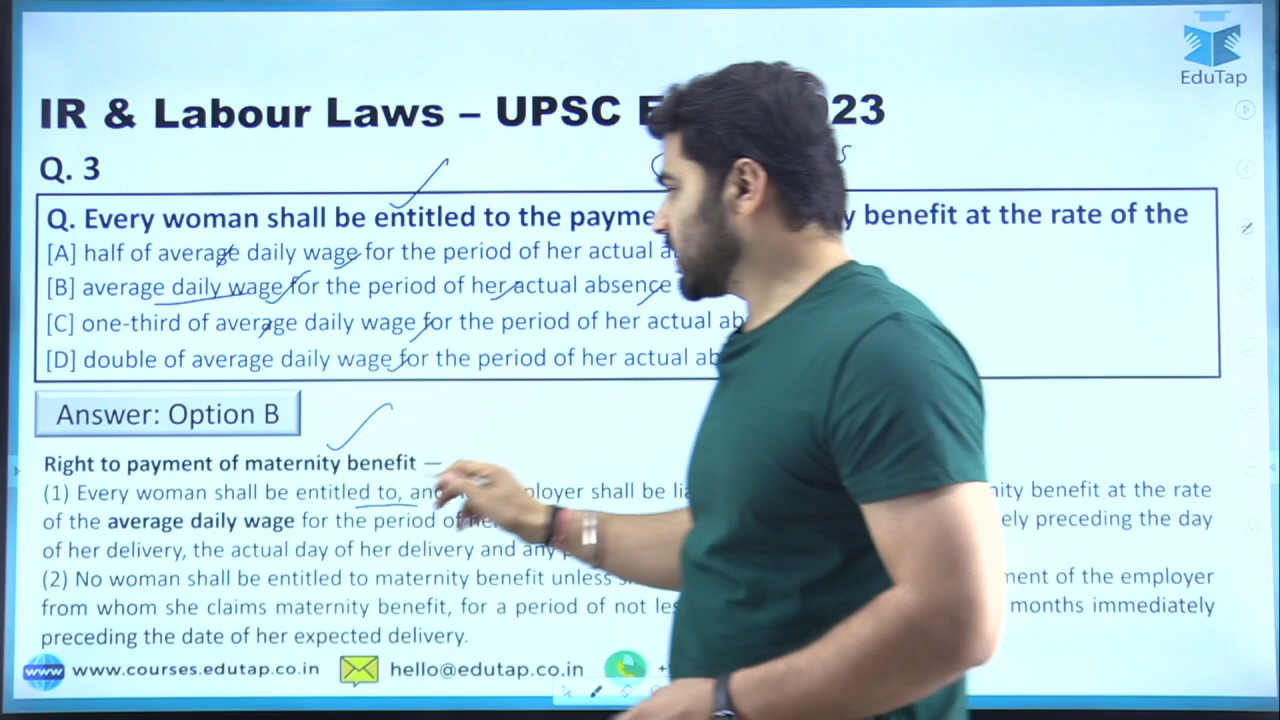 EduTap
IR & Labour Laws – UPSC E 23
Q. 3
Q. Every woman shall be entitled to the payme y benefit at the rate of the
[A] half of average daily wage for the period of her actual a
[B] average daily wage for the period of her actual absence
[C] one-third of average daily wage for the period of her actual ab
[D] double of average daily wage for the period of her actual ab
Answer: Option B
Right to payment of maternity benefit —
(1) Every woman shall be entitled to, and ployer shall be lia nity benefit at the rate
of the average daily wage for the period of her ely preceding the day
of her delivery, the actual day of her delivery and any p
(2) No woman shall be entitled to maternity benefit unless s ment of the employer
from whom she claims maternity benefit, for a period of not les months immediately
preceding the date of her expected delivery.
www www.courses.edutap.co.in hello@edutap.co.in +